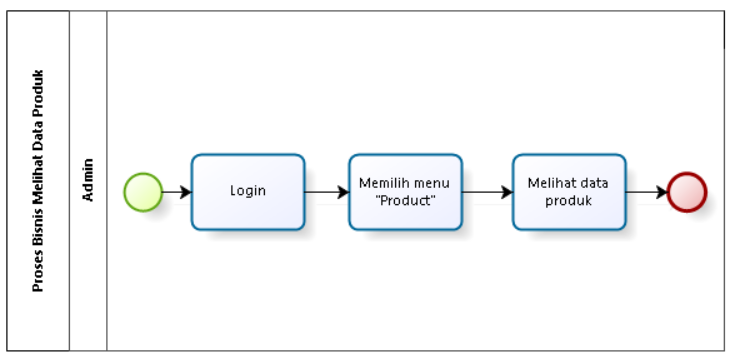 Proses Bisnis Melihat Data Produk
Admin
Login
Memilih menu
"Product"
Melihat data
produk